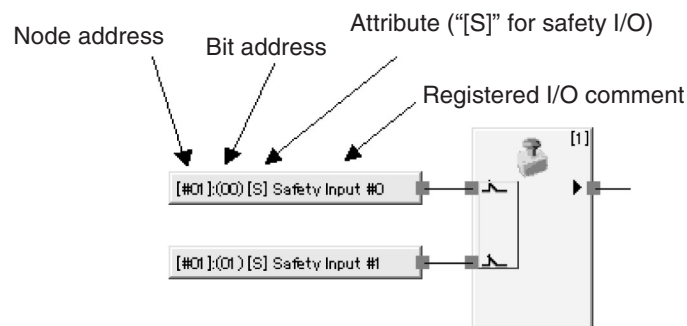 Node address
Bit address
Attribute (“[S]” for safety I/O)
Registered I/O comment
[1]
[#01]:(00) [S] Safety Input #0
[#01]:(01) [S] Safety Input #1